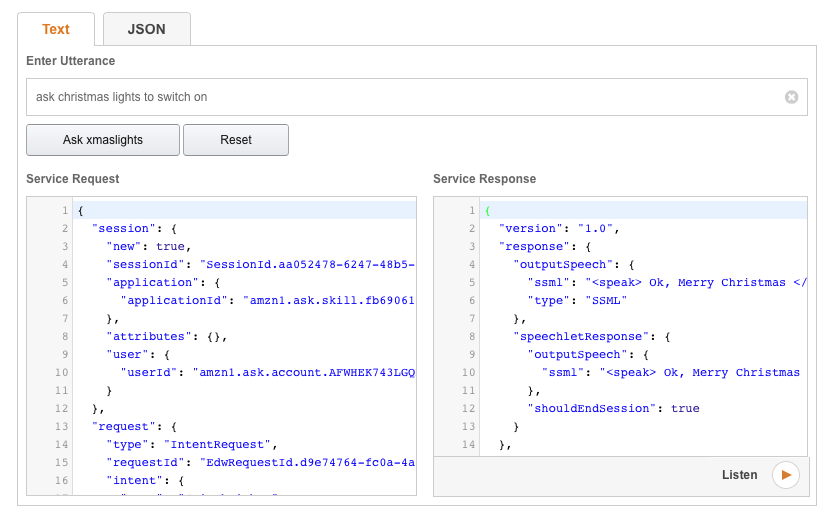 Text JSON
Enter Utterance
ask christmas lights to switch on
Ask xmaslights Reset
Service Request
1 {
2 "session": {
3 "new": true,
4 "sessionId": "SessionId.aa052478-6247-48b5-
5 "application": {
6 "applicationId": "amzn1.ask.skill.fb69061
7 },
8 "attributes": {},
9 "user": {
10 "userId": "amzn1.ask.account.AFWHEK743LGQ
11 }
12 },
13 "request": {
14 "type": "IntentRequest",
15 "requestId": "EdwRequestId.d9e74764-fc0a-4a
16 "intent": {
Service Response
1 {
2 "version": "1.0",
3 "response": {
4 "outputSpeech": {
5 "ssml": "<speak> Ok, Merry Christmas </
6 "type": "SSML"
7 },
8 "speechletResponse": {
9 "outputSpeech": {
10 "ssml": "<speak> Ok, Merry Christmas
11 },
12 "shouldEndSession": true
13 }
14 },
Listen